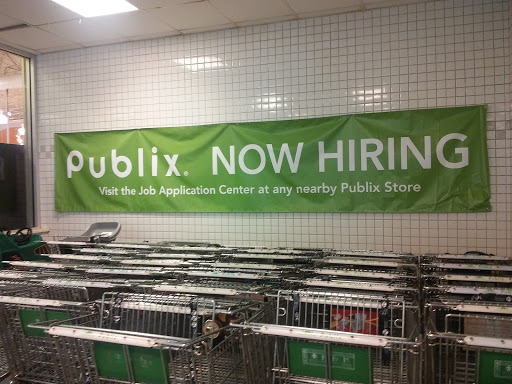 Publix. NOW HIRING
Visit the Job Application Center at any nearby Publix Store